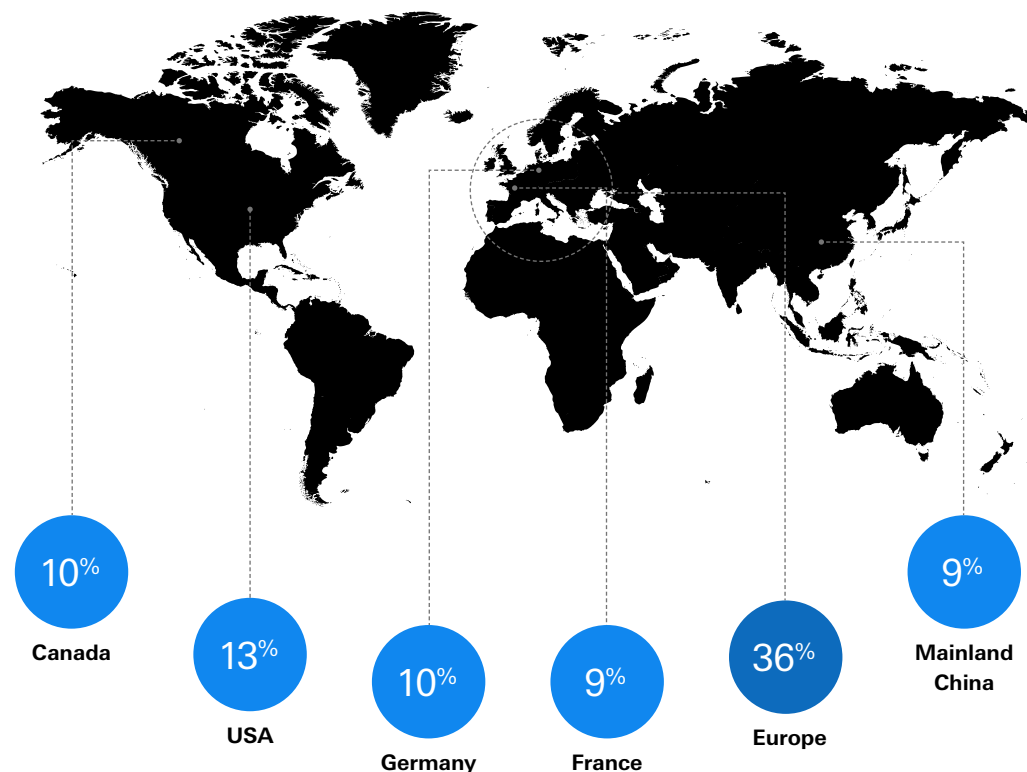 10%
Canada
13%
USA
10%
Germany
9%
France
36%
Europe
9%
Mainland
China